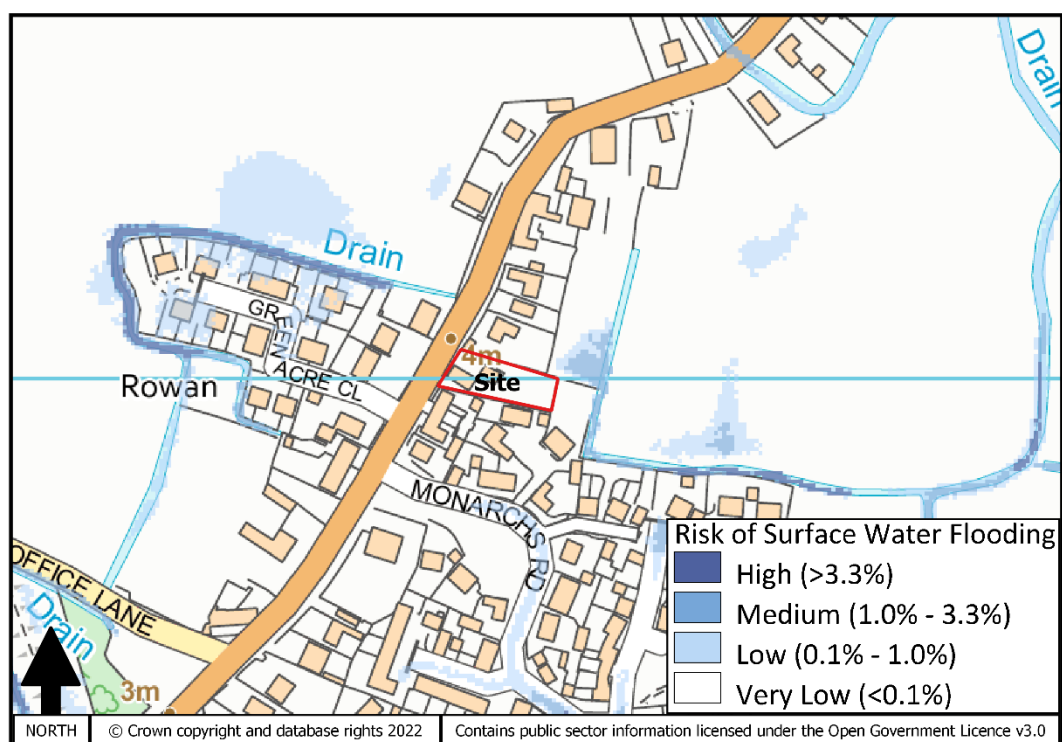 Drain
Drain
GREEN
ACRE CL
4m
Site
Rowan
MONARCHS RD
OFFICE LANE
Drain
3m
Risk of Surface Water Flooding
High (>3.3%)
Medium (1.0% - 3.3%)
Low (0.1% - 1.0%)
Very Low (<0.1%)
NORTH
© Crown copyright and database rights 2022
Contains public sector information licensed under the Open Government Licence v3.0